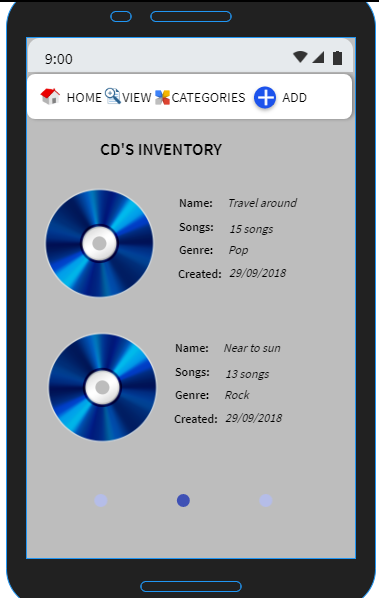 9:00
HOME VIEW CATEGORIES ADD
CD'S INVENTORY
Name: Travel around
Songs: 15 songs
Genre: Pop
Created: 29/09/2018
Name: Near to sun
Songs: 13 songs
Genre: Rock
Created: 29/09/2018